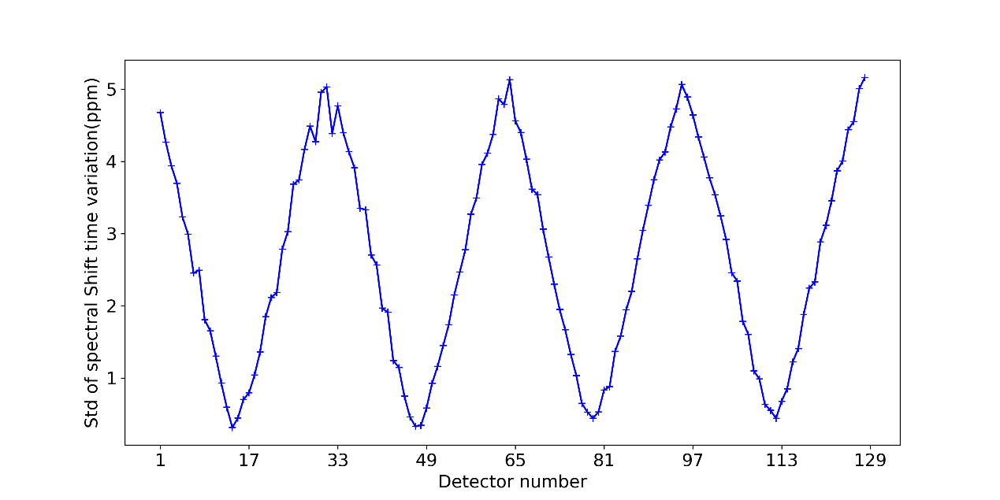 Std of spectral Shift time variation(ppm)
5
4
3
2
1
1 17 33 49 65 81 97 113 129
Detector number